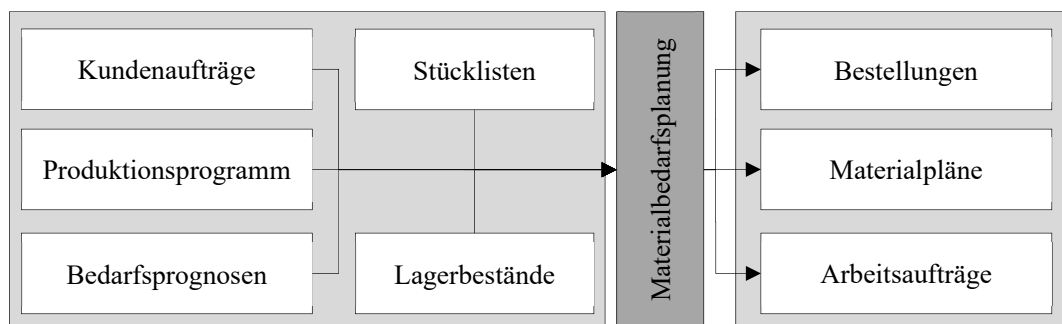 Kundenaufträge
Stücklisten
Produktionsprogramm
Bedarfsprognosen
Lagerbestände
Materialbedarfsplanung
Bestellungen
Materialpläne
Arbeitsaufträge